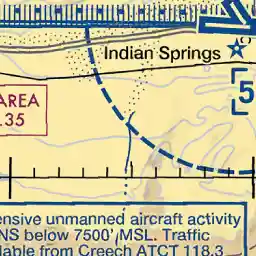 Indian Springs
5
AREA
.35
ensive unmanned aircraft activity
NS below 7500' MSL. Traffic
lable from Creech ATCT 118.3